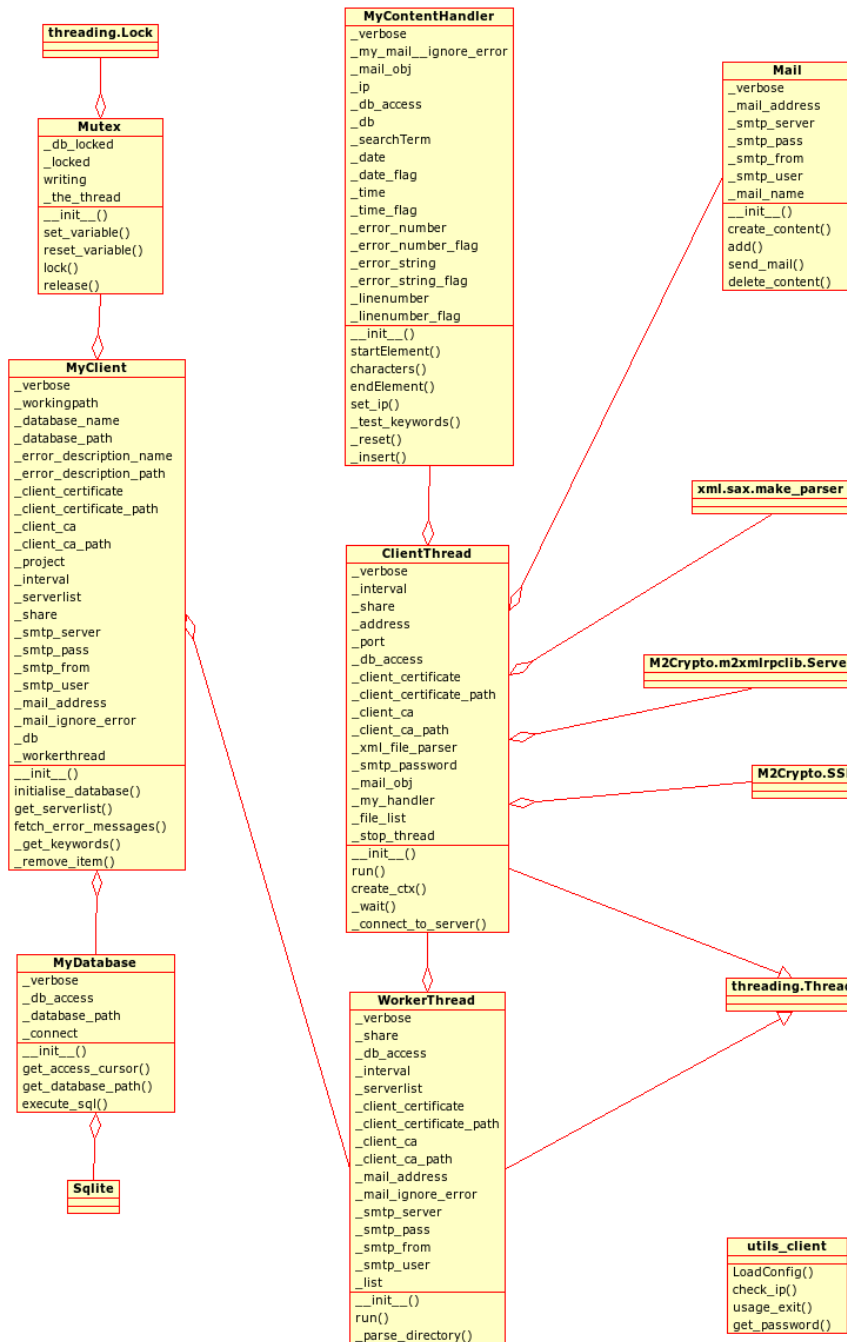 threading.Lock
Mutex
_db_locked
_locked
writing
_the_thread
__init__()
set_variable()
reset_variable()
lock()
release()
MyClient
_verbose
_workingpath
_database_name
_database_path
_error_description_name
_error_description_path
_client_certificate
_client_certificate_path
_client_ca
_client_ca_path
_project
_interval
_serverlist
_share
_smtp_server
_smtp_pass
_smtp_from
_smtp_user
_mail_address
_mail_ignore_error
_db
_workerthread
__init__()
initialise_database()
get_serverlist()
fetch_error_messages()
_get_keywords()
_remove_item()
MyDatabase
_verbose
_db_access
_database_path
_connect
__init__()
get_access_cursor()
get_database_path()
execute_sql()
Sqlite
MyContentHandler
_verbose
_my_mail__ignore_error
_mail_obj
_ip
_db_access
_db
_searchTerm
_date
_date_flag
_time
_time_flag
_error_number
_error_number_flag
_error_string
_error_string_flag
_linenumber
_linenumber_flag
__init__()
startElement()
characters()
endElement()
set_ip()
_test_keywords()
_reset()
_insert()
ClientThread
_verbose
_interval
_share
_address
_port
_db_access
_client_certificate
_client_certificate_path
_client_ca
_client_ca_path
_xml_file_parser
_smtp_password
_mail_obj
_my_handler
_file_list
_stop_thread
__init__()
run()
create_ctx()
_wait()
_connect_to_server()
WorkerThread
_verbose
_share
_db_access
_interval
_serverlist
_client_certificate
_client_certificate_path
_client_ca
_client_ca_path
_mail_address
_mail_ignore_error
_smtp_server
_smtp_pass
_smtp_from
_smtp_user
_list
__init__()
run()
_parse_directory()
Mail
_verbose
_mail_address
_smtp_server
_smtp_pass
_smtp_from
_smtp_user
_mail_name
__init__()
create_content()
add()
send_mail()
delete_content()
xml.sax.make_parser
M2Crypto.m2xmlrpclib.Serve
M2Crypto.SS
threading.Thread
utils_client
LoadConfig()
check_ip()
usage_exit()
get_password()